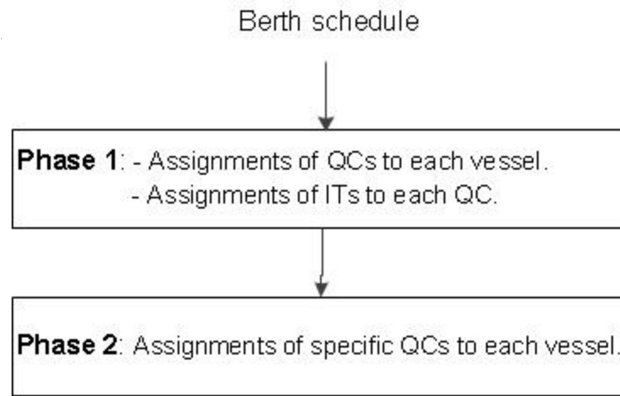 Berth schedule
Phase 1: - Assignments of QCs to each vessel.
- Assignments of ITs to each QC.
Phase 2: Assignments of specific QCs to each vessel.